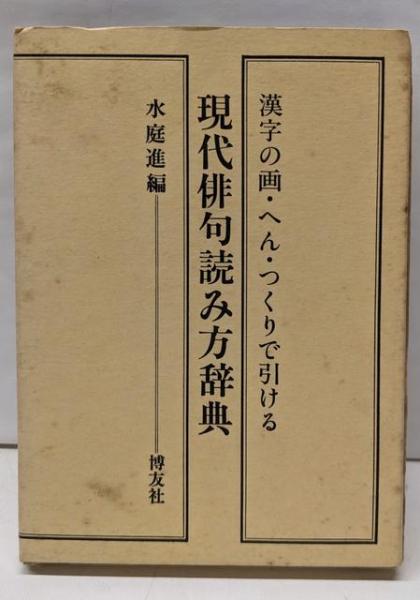 漢字の画・へん・つくりで引ける
現代俳句読み方辞典
水庭進編
博友社